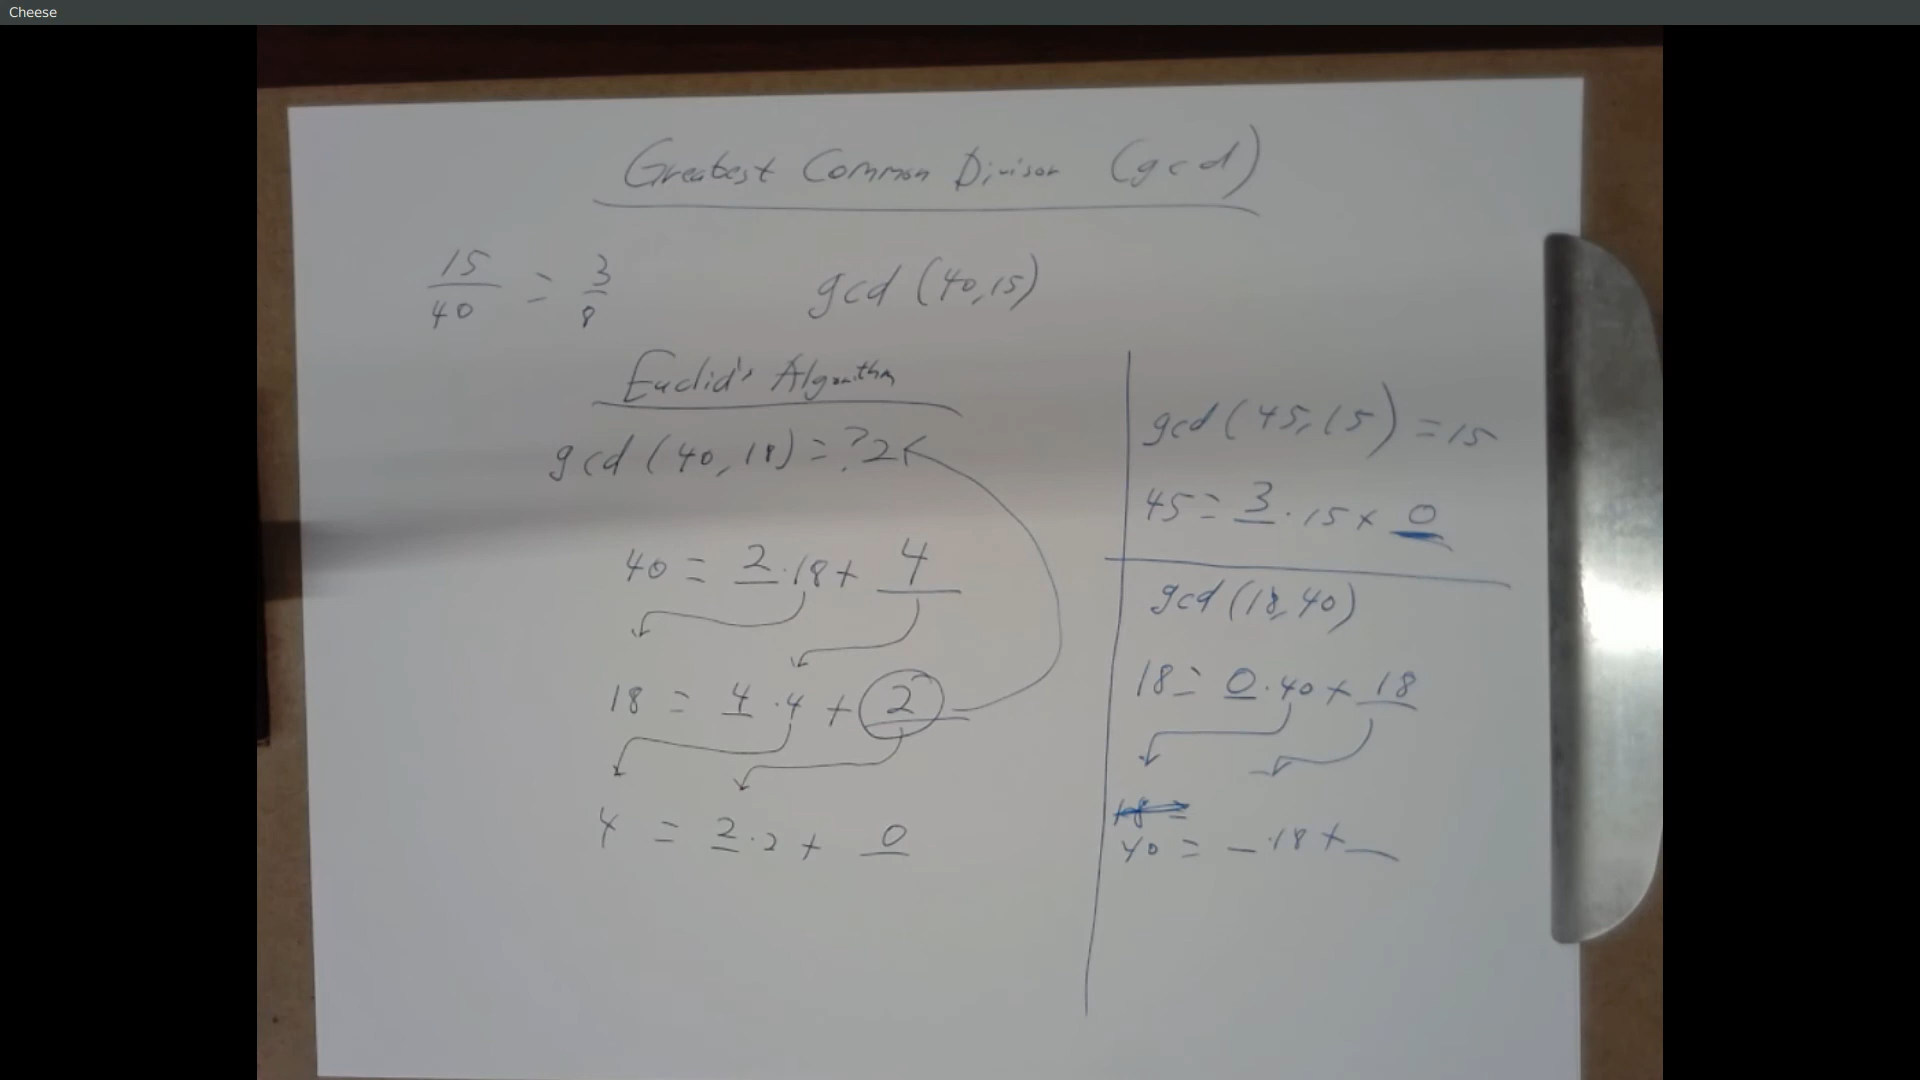 Cheese
Greatest Common Divisor (gcd)
15/40 = 3/8
gcd (40,15)
Euclid's Algorithm
gcd (40, 18) = ? 2
40 = 2 · 18 + 4
18 = 4 · 4 + 2
4 = 2 · 2 + 0
gcd (45, 15) = 15
45 = 3 · 15 + 0
gcd (18, 40)
18 = 0 · 40 + 18
40 = _ · 18 + _